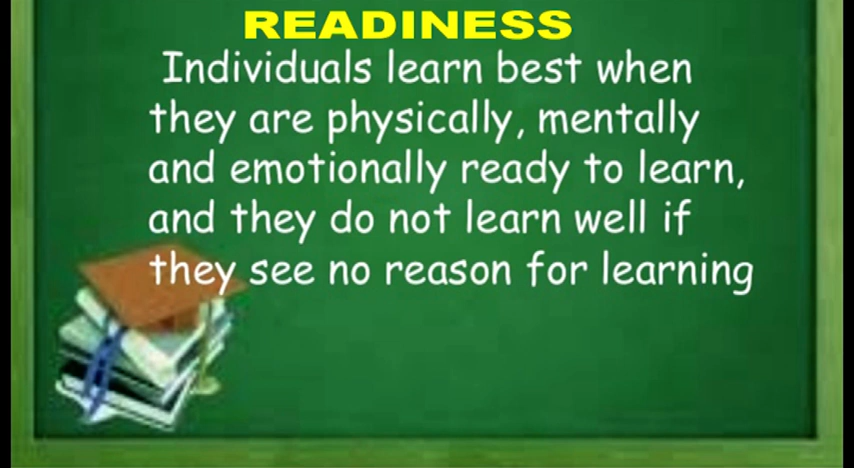 READINESS
Individuals learn best when
they are physically, mentally
and emotionally ready to learn,
and they do not learn well if
they see no reason for learning